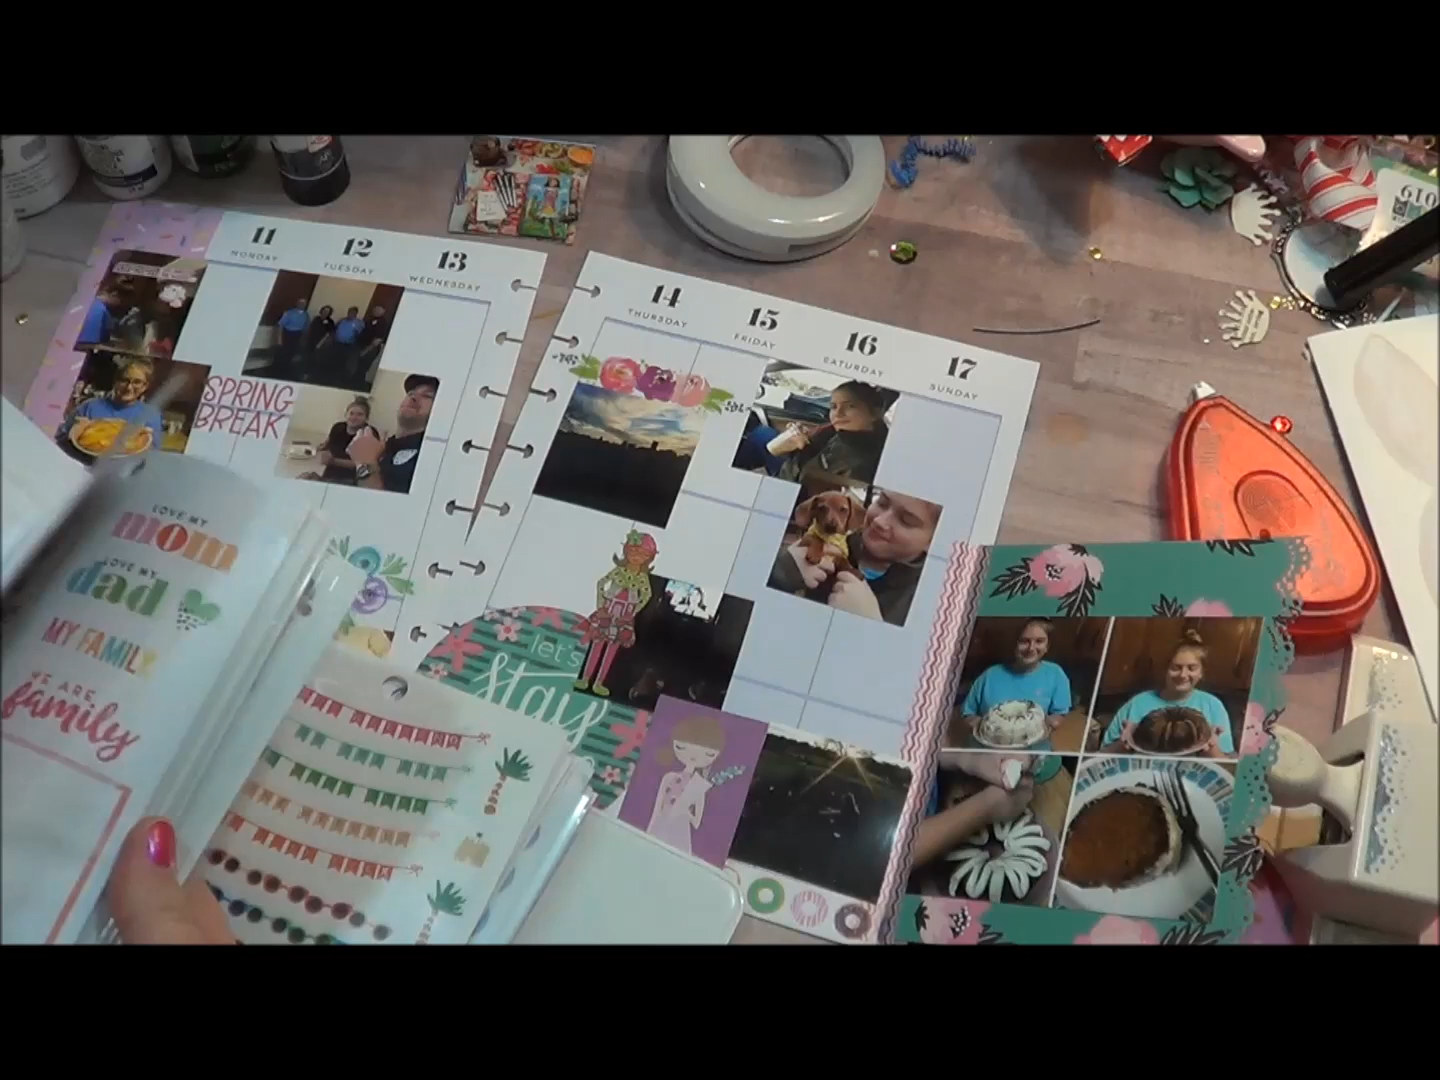 11
MONDAY
12
TUESDAY
13
WEDNESDAY
14
THURSDAY
15
FRIDAY
16
SATURDAY
17
SUNDAY
SPRING
BREAK
let's
stay
LOVE MY
mom
LOVE MY
dad
MY FAMILY
WE ARE
family
019